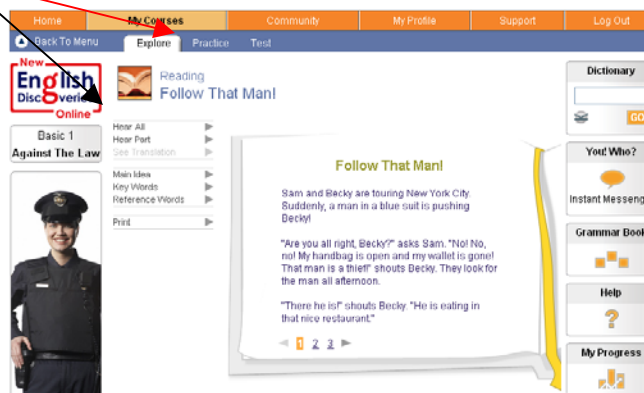 Home My Courses Community My Profile Support Log Out
Back To Menu Explore Practice Test
New
English
Discoveries
Online
Reading
Follow That Man!
Basic 1
Against The Law
Hear All
Hear Part
See Translation
Main Idea
Key Words
Reference Words
Print
Follow That Man!
Sam and Becky are touring New York City.
Suddenly, a man in a blue suit is pushing
Becky!
"Are you all right, Becky?" asks Sam. "No! No,
no! My handbag is open and my wallet is gone!
That man is a thief!" shouts Becky. They look for
the man all afternoon.
"There he is!" shouts Becky. "He is eating in
that nice restaurant."
1 2 3
Dictionary
GO
You! Who?
Instant Messeng
Grammar Book
Help
?
My Progress